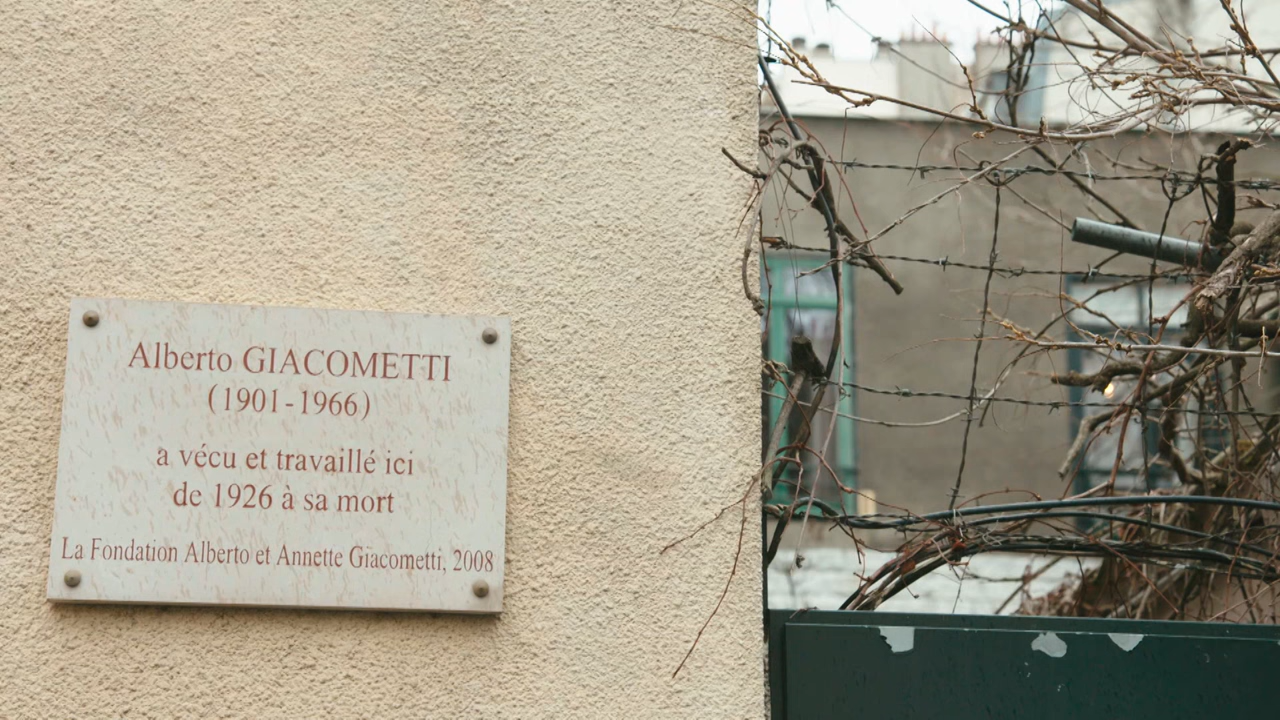 Alberto GIACOMETTI
(1901-1966)
a vécu et travaillé ici
de 1926 à sa mort
La Fondation Alberto et Annette Giacometti, 2008